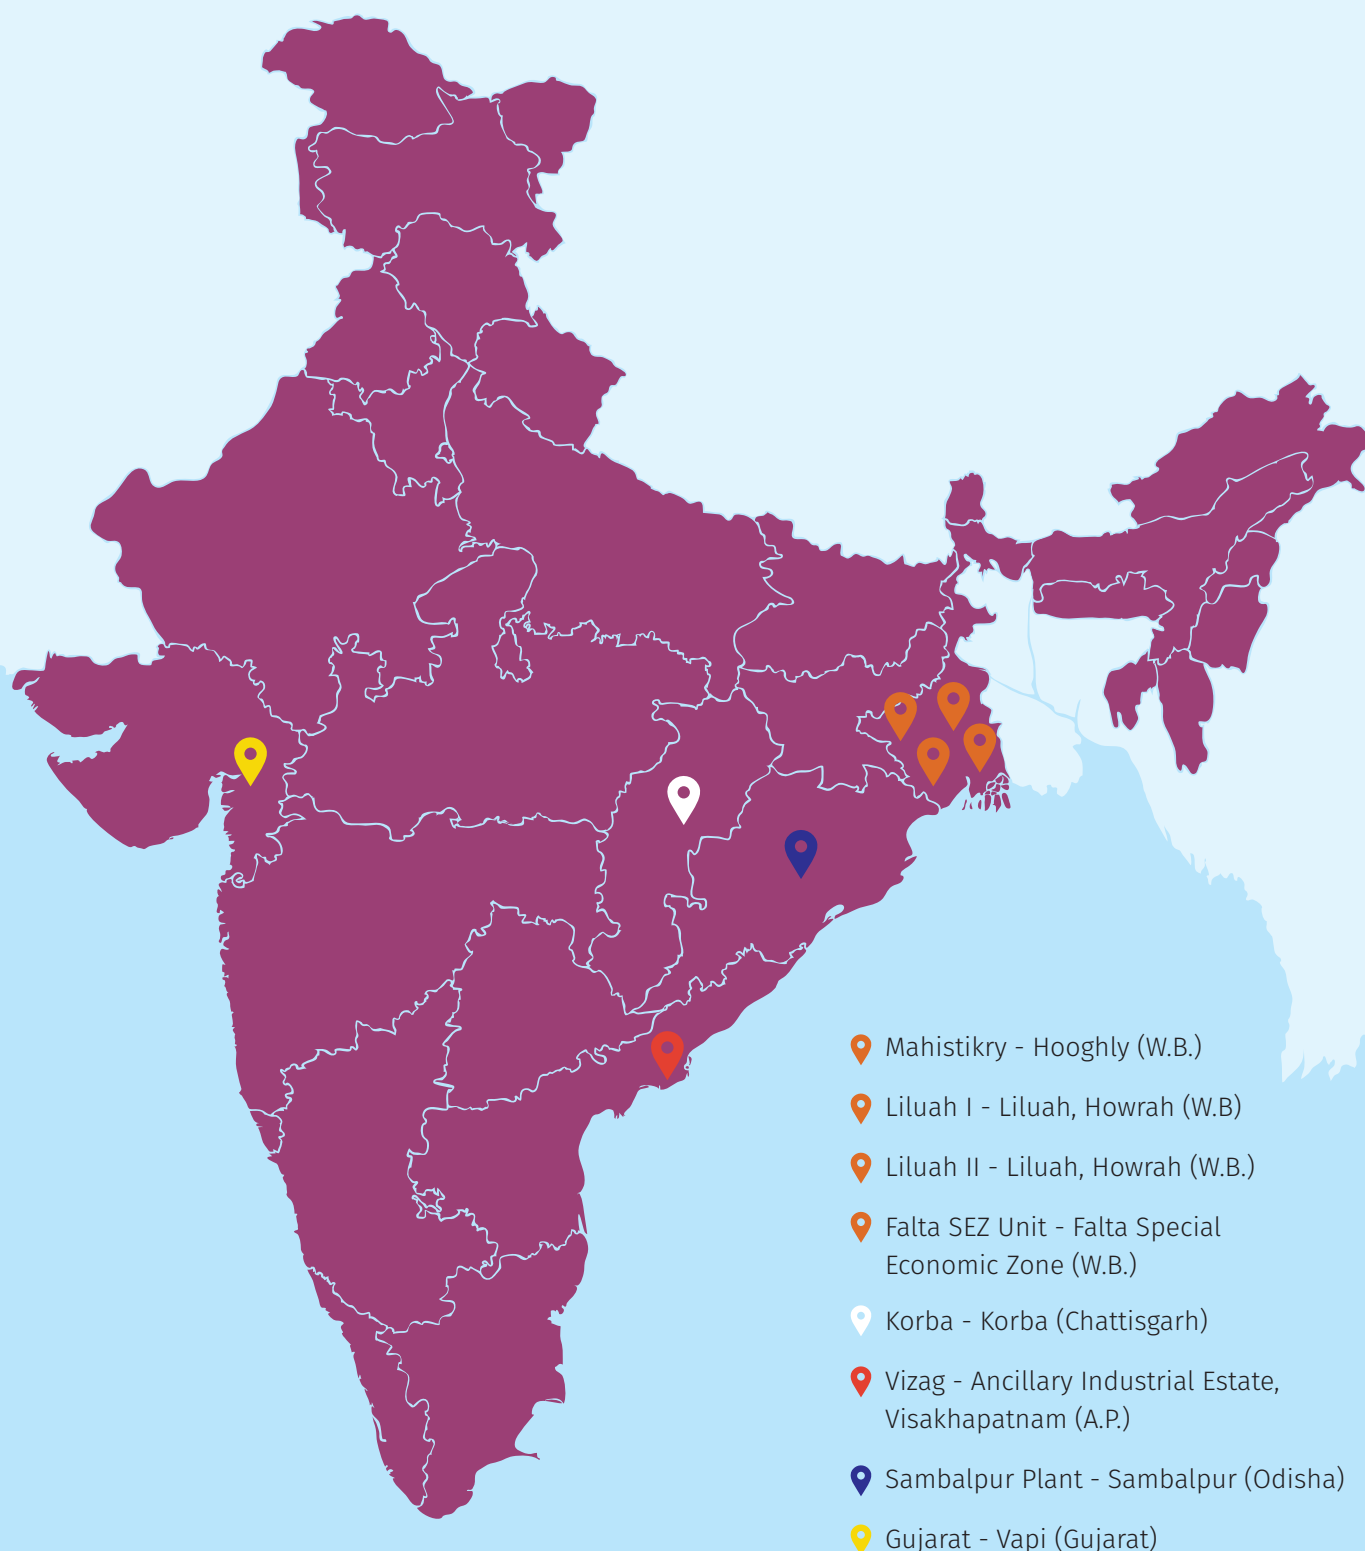 Mahistikry - Hooghly (W.B.)
Liluah I - Liluah, Howrah (W.B)
Liluah II - Liluah, Howrah (W.B.)
Falta SEZ Unit - Falta Special
Economic Zone (W.B.)
Korba - Korba (Chattisgarh)
Vizag - Ancillary Industrial Estate,
Visakhapatnam (A.P.)
Sambalpur Plant - Sambalpur (Odisha)
Gujarat - Vapi (Gujarat)